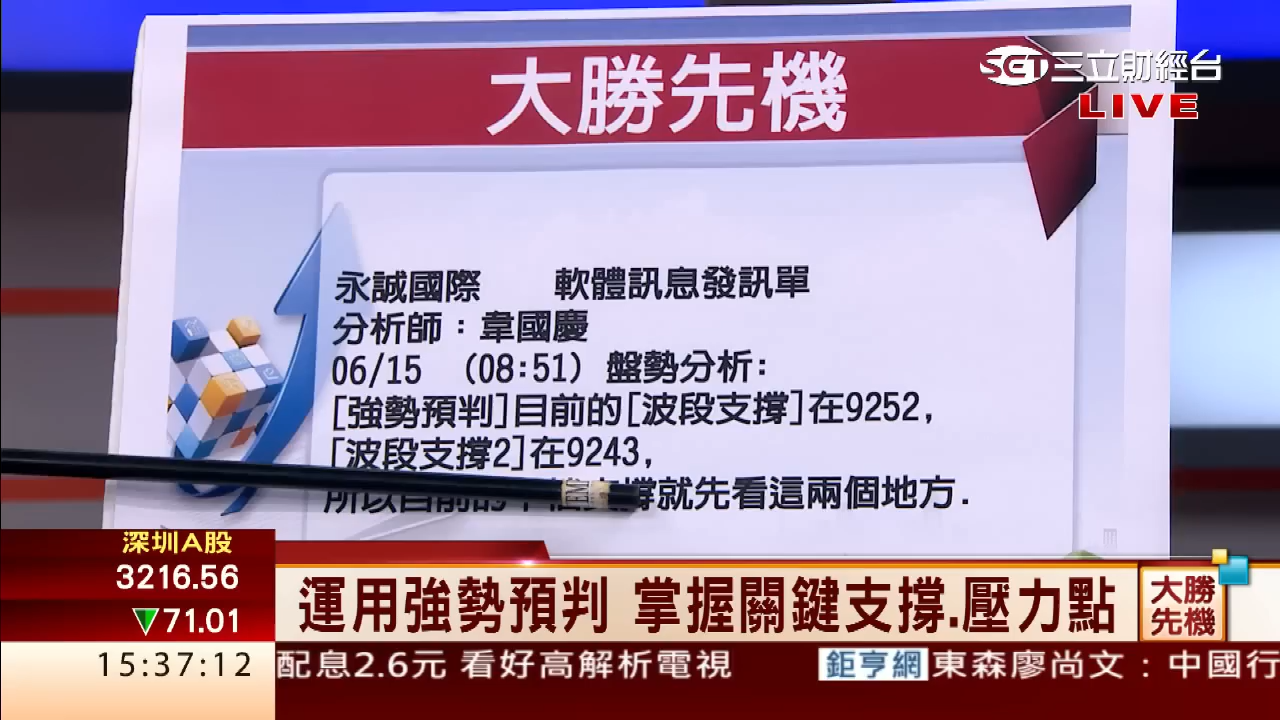 大勝先機
SET三立財經台
LIVE
永誠國際 軟體訊息發訊單
分析師：韋國慶
06/15 (08:51) 盤勢分析:
[強勢預判]目前的[波段支撐]在9252,
[波段支撐2]在9243,
所以目前的 支撐就先看這兩個地方.
深圳A股
3216.56
▼71.01
15:37:12
運用強勢預判 掌握關鍵支撐.壓力點
大勝
先機
配息2.6元 看好高解析電視 鉅亨網 東森廖尚文：中國行